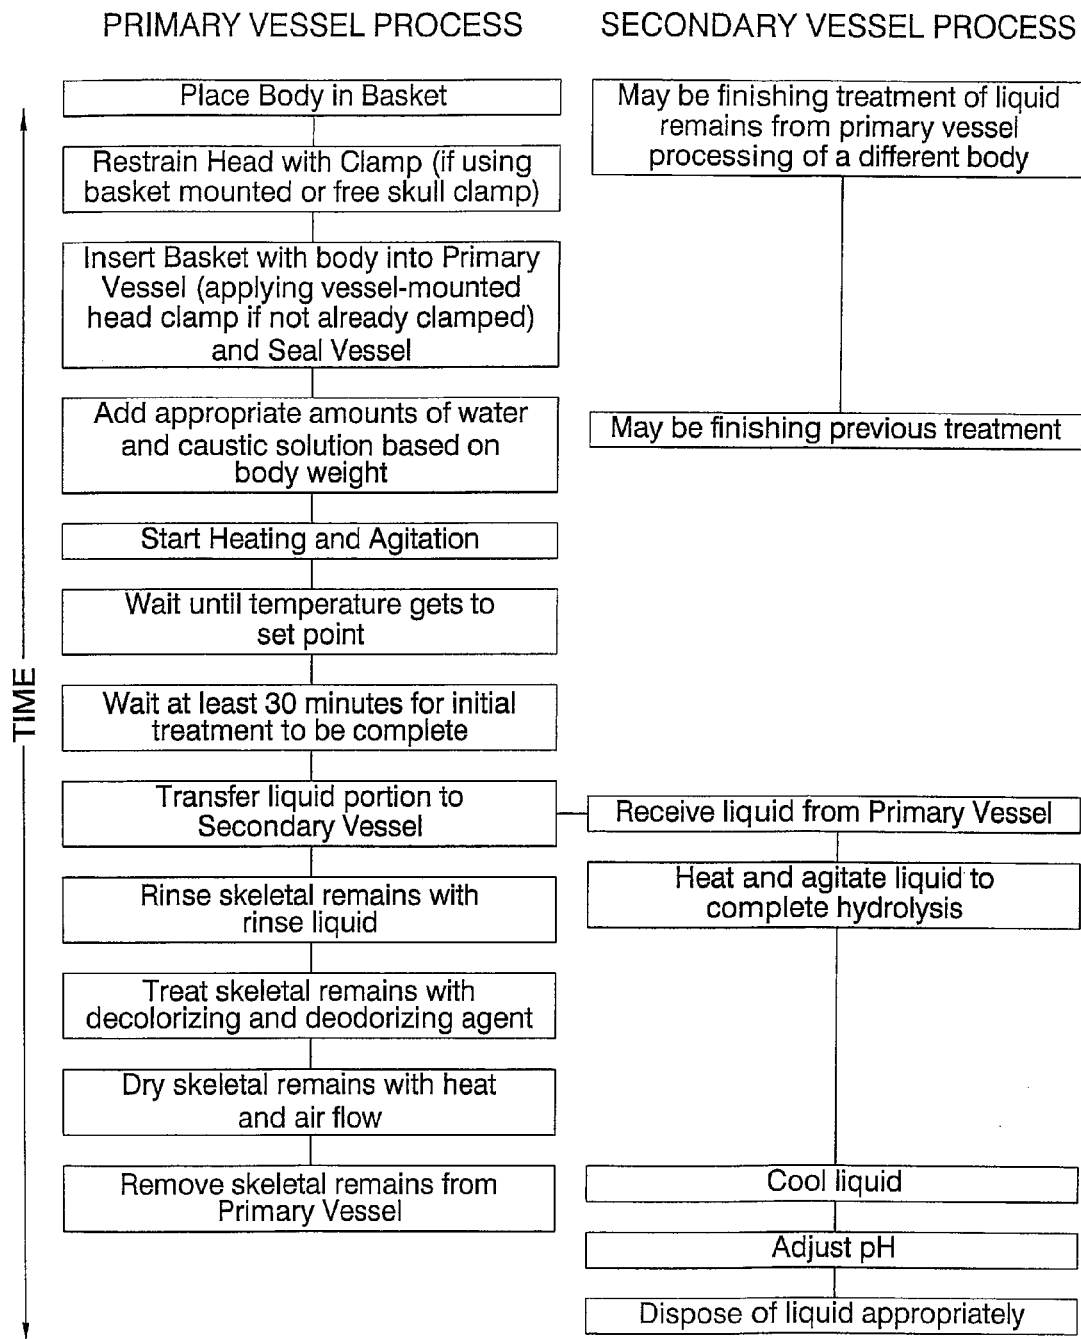 PRIMARY VESSEL PROCESS
Place Body in Basket
Restrain Head with Clamp (if using
basket mounted or free skull clamp)
Insert Basket with body into Primary
Vessel (applying vessel-mounted
head clamp if not already clamped)
and Seal Vessel
Add appropriate amounts of water
and caustic solution based on
body weight
Start Heating and Agitation
Wait until temperature gets to
set point
Wait at least 30 minutes for initial
treatment to be complete
Transfer liquid portion to
Secondary Vessel
Rinse skeletal remains with
rinse liquid
Treat skeletal remains with
decolorizing and deodorizing agent
Dry skeletal remains with heat
and air flow
Remove skeletal remains from
Primary Vessel
SECONDARY VESSEL PROCESS
May be finishing treatment of liquid
remains from primary vessel
processing of a different body
May be finishing previous treatment
Receive liquid from Primary Vessel
Heat and agitate liquid to
complete hydrolysis
Cool liquid
Adjust pH
Dispose of liquid appropriately
TIME